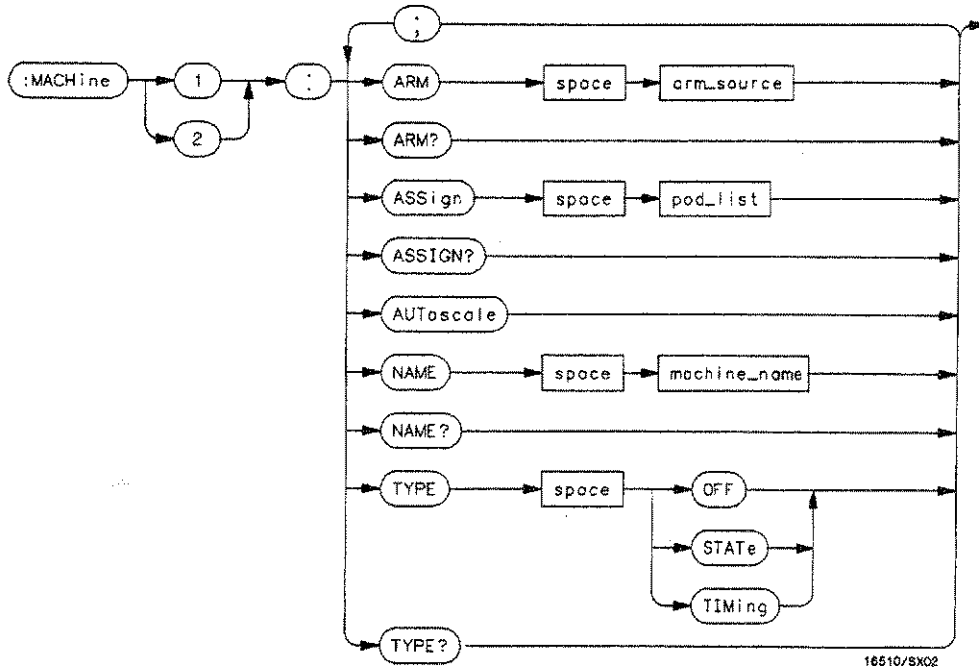 ;
:MACHine 1 : ARM space arm_source
2
ARM?
ASSign space pod_list
ASSIGN?
AUToscale
NAME space machine_name
NAME?
TYPE space OFF
STATe
TIMing
TYPE?
16510/SX02